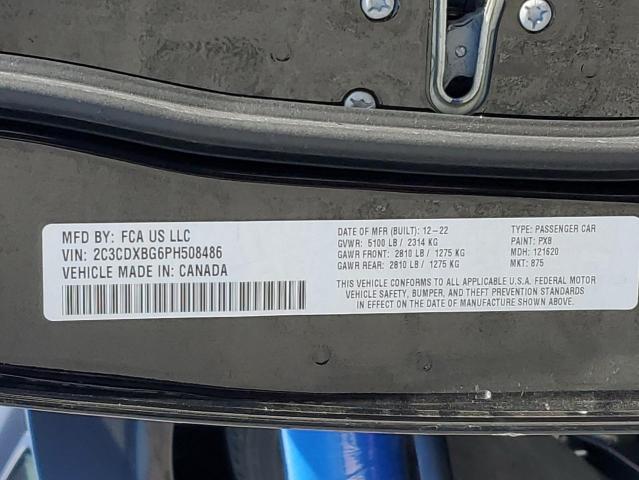 MFD BY: FCA US LLC
VIN: 2C3CDXBG6PH508486
VEHICLE MADE IN: CANADA
DATE OF MFR (BUILT): 12-22
GVWR: 5100 LB / 2314 KG
GAWR FRONT: 2810 LB / 1275 KG
GAWR REAR: 2810 LB / 1275 KG
TYPE: PASSENGER CAR
PAINT: PX8
MDH: 121620
MKT: 875
THIS VEHICLE CONFORMS TO ALL APPLICABLE U.S.A. FEDERAL MOTOR
VEHICLE SAFETY, BUMPER, AND THEFT PREVENTION STANDARDS
IN EFFECT ON THE DATE OF MANUFACTURE SHOWN ABOVE.